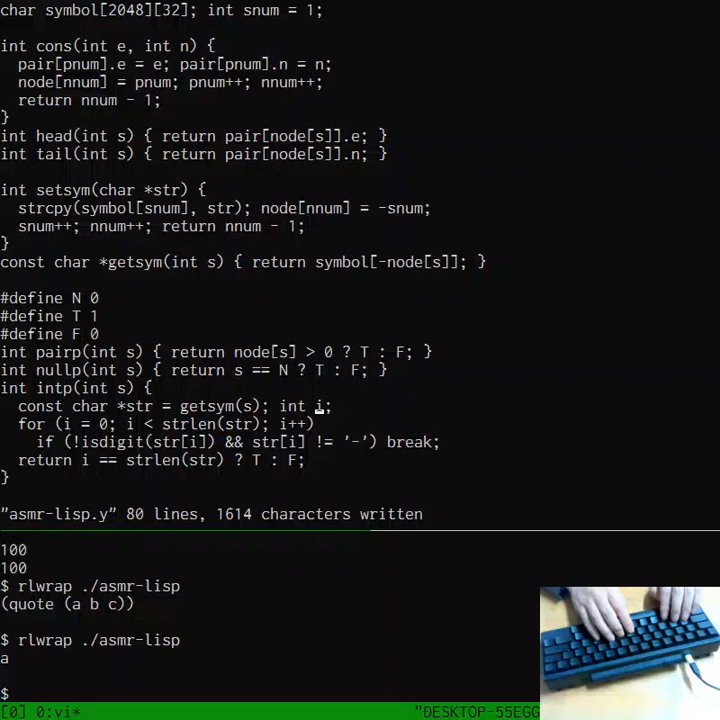 char symbol[2048][32]; int snum = 1;
int cons(int e, int n) {
  pair[pnum].e = e; pair[pnum].n = n;
  node[nnum] = pnum; pnum++; nnum++;
  return nnum - 1;
}
int head(int s) { return pair[node[s]].e; }
int tail(int s) { return pair[node[s]].n; }
int setsym(char *str) {
  strcpy(symbol[snum], str); node[nnum] = -snum;
  snum++; nnum++; return nnum - 1;
}
const char *getsym(int s) { return symbol[-node[s]]; }
#define N 0
#define T 1
#define F 0
int pairp(int s) { return node[s] > 0 ? T : F; }
int nullp(int s) { return s == N ? T : F; }
int intp(int s) {
  const char *str = getsym(s); int i;
  for (i = 0; i < strlen(str); i++)
    if (!isdigit(str[i]) && str[i] != '-') break;
  return i == strlen(str) ? T : F;
}
"asmr-lisp.y" 80 lines, 1614 characters written
100
100
$ rlwrap ./asmr-lisp
(quote (a b c))
$ rlwrap ./asmr-lisp
a
$
[0] 0:vi* "DESKTOP-55EGG